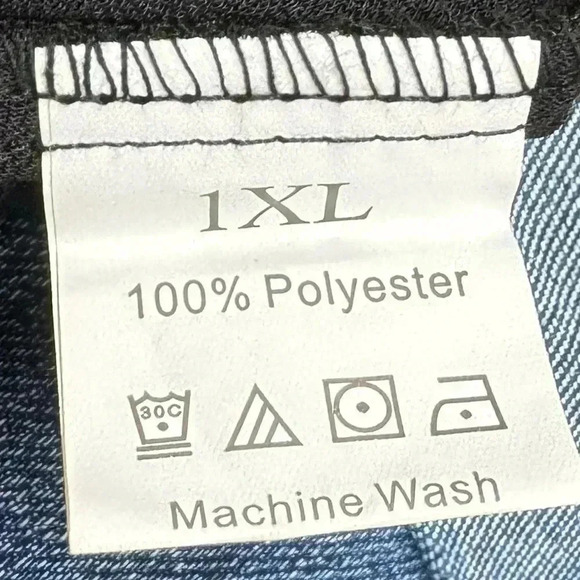 1XL
100% Polyester
30C
Machine Wash